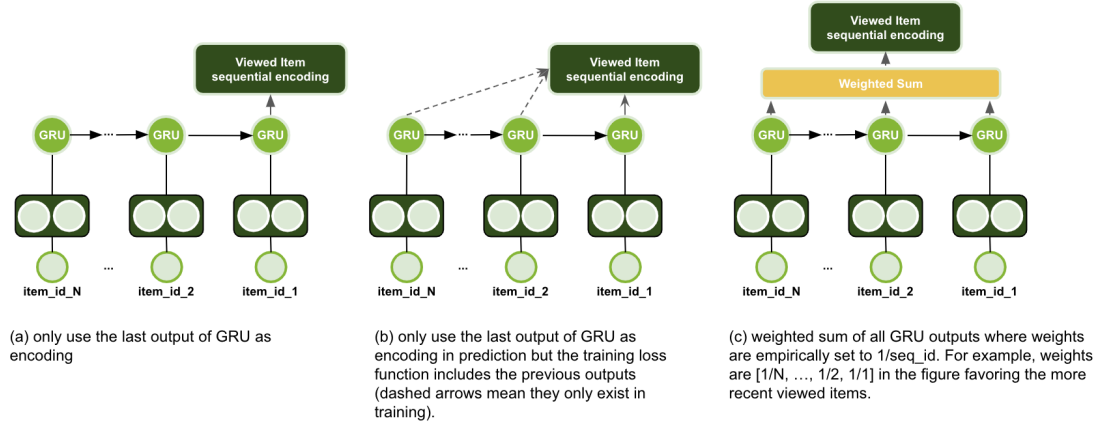 Viewed Item
sequential encoding
GRU
...
GRU
GRU
...
item_id_N
item_id_2
item_id_1
(a) only use the last output of GRU as
encoding
Viewed Item
sequential encoding
GRU
...
GRU
GRU
...
item_id_N
item_id_2
item_id_1
(b) only use the last output of GRU as
encoding in prediction but the training loss
function includes the previous outputs
(dashed arrows mean they only exist in
training).
Viewed Item
sequential encoding
Weighted Sum
GRU
...
GRU
GRU
...
item_id_N
item_id_2
item_id_1
(c) weighted sum of all GRU outputs where weights
are empirically set to 1/seq_id. For example, weights
are [1/N, …, 1/2, 1/1] in the figure favoring the more
recent viewed items.